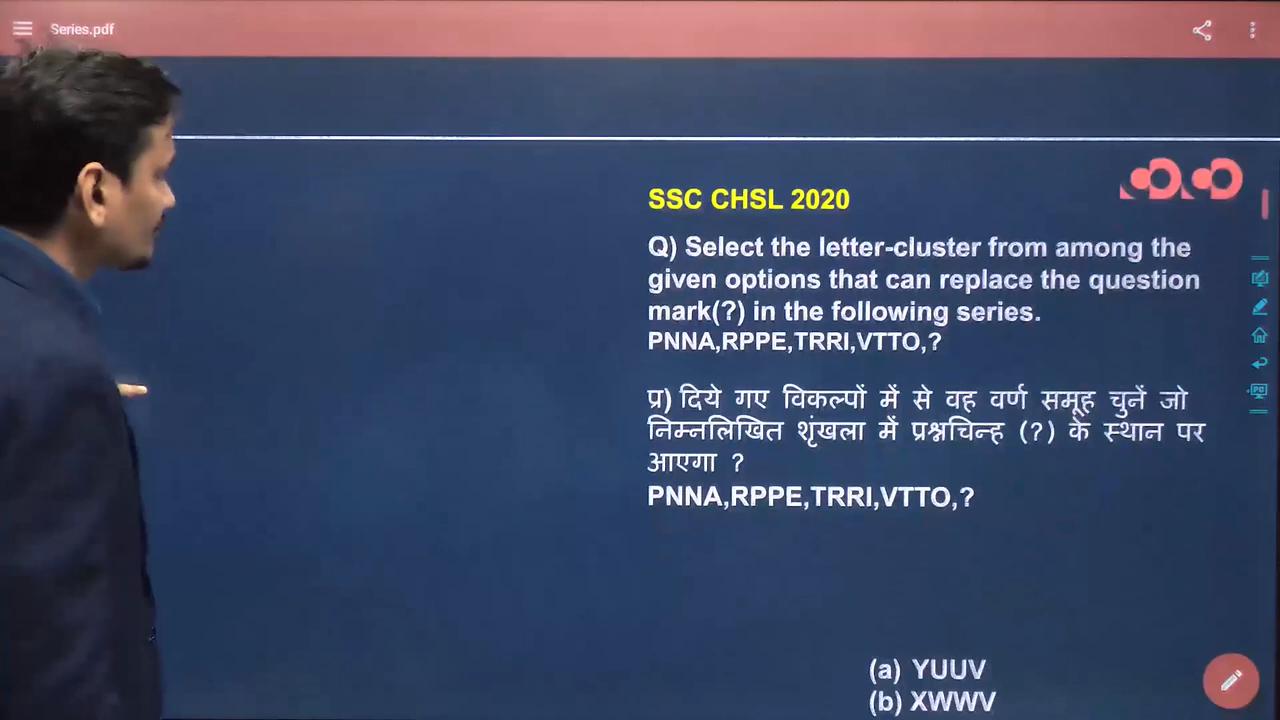 Series.pdf
SSC CHSL 2020
Q) Select the letter-cluster from among the
given options that can replace the question
mark(?) in the following series.
PNNA,RPPE,TRRI,VTTO,?
प्र) दिये गए विकल्पों में से वह वर्ण समूह चुनें जो
निम्नलिखित शृंखला में प्रश्नचिन्ह (?) के स्थान पर
आएगा ?
PNNA,RPPE,TRRI,VTTO,?
(a) YUUV
(b) XWWV